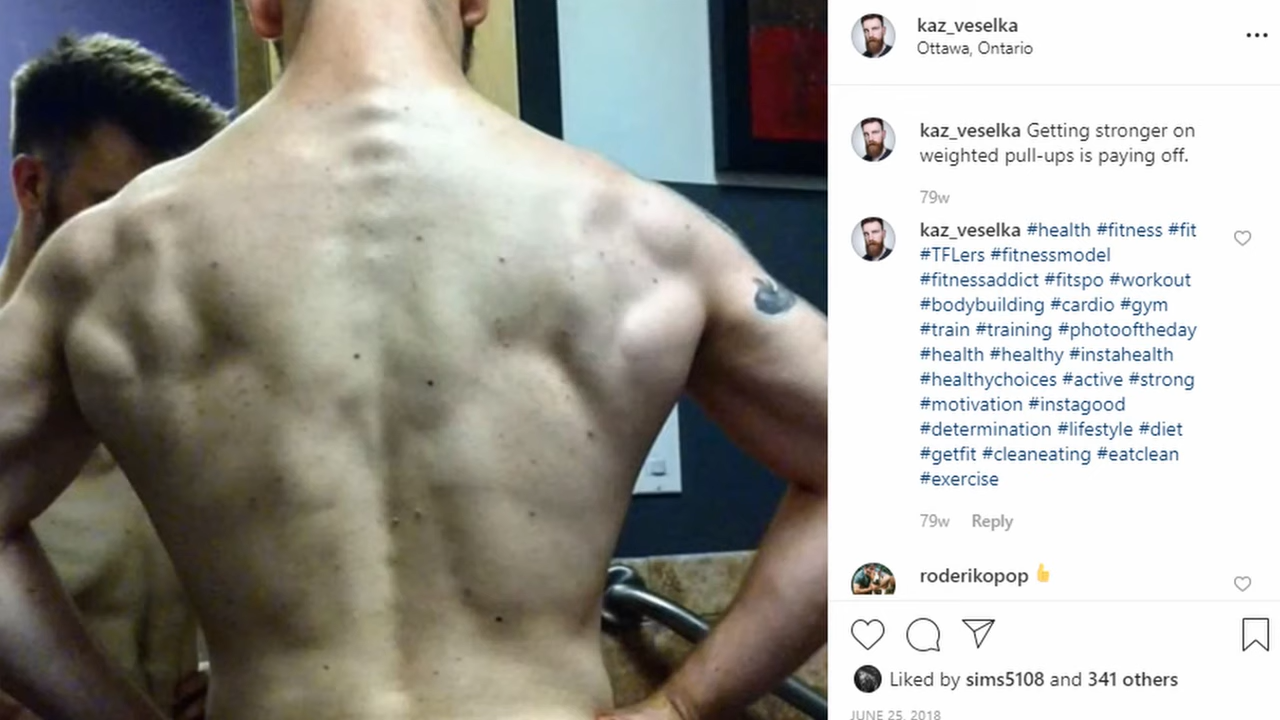 kaz_veselka
Ottawa, Ontario
kaz_veselka Getting stronger on
weighted pull-ups is paying off.
79w
kaz_veselka #health #fitness #fit
#TFLers #fitnessmodel
#fitnessaddict #fitspo #workout
#bodybuilding #cardio #gym
#train #training #photooftheday
#health #healthy #instahealth
#healthychoices #active #strong
#motivation #instagood
#determination #lifestyle #diet
#getfit #cleaneating #eatclean
#exercise
79w Reply
roderikopop 👍
Liked by sims5108 and 341 others
JUNE 25, 2018